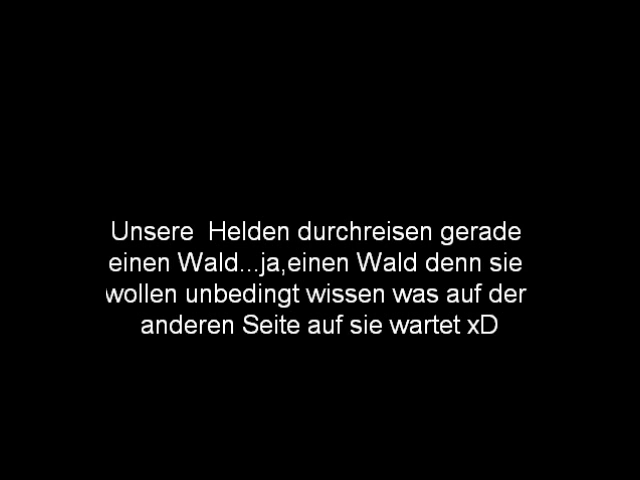 Unsere  Helden durchreisen gerade
einen Wald...ja,einen Wald denn sie
wollen unbedingt wissen was auf der
anderen Seite auf sie wartet xD